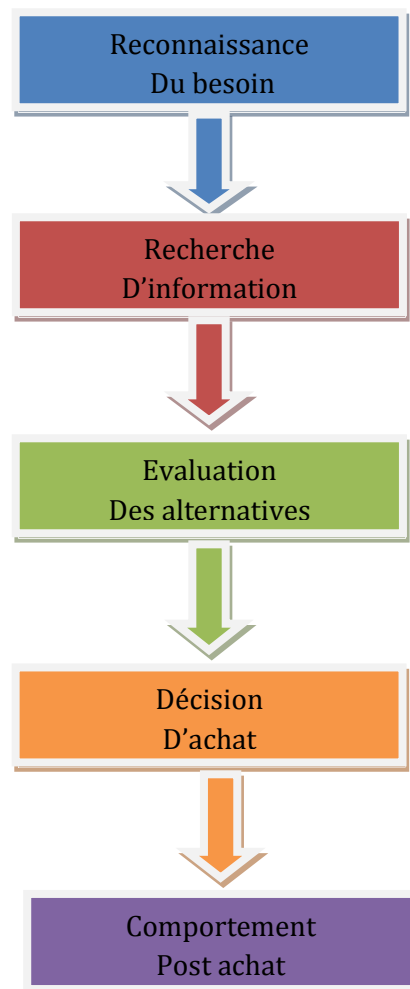 Reconnaissance
Du besoin
Recherche
D’information
Evaluation
Des alternatives
Décision
D’achat
Comportement
Post achat